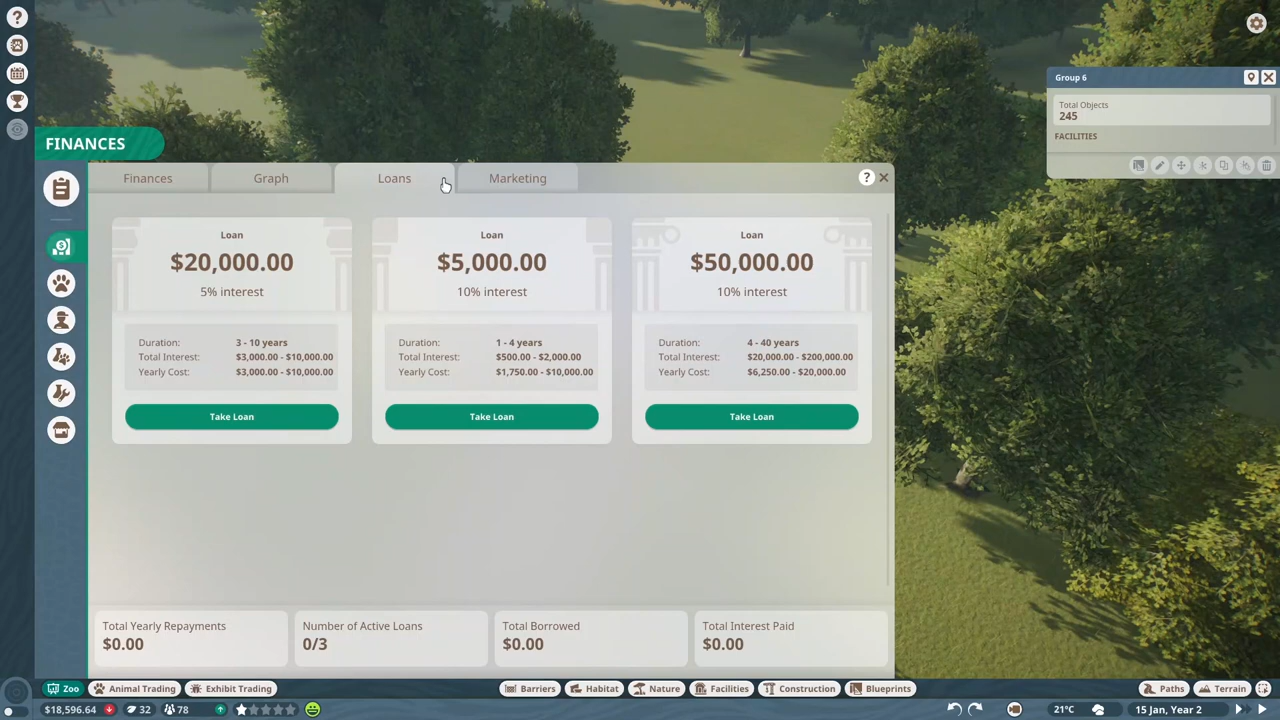 ?
Group 6
Total Objects
245
FACILITIES
FINANCES
Finances
Graph
Loans
Marketing
?
Loan
$20,000.00
5% interest
Duration: 3 - 10 years
Total Interest: $3,000.00 - $10,000.00
Yearly Cost: $3,000.00 - $10,000.00
Take Loan
Loan
$5,000.00
10% interest
Duration: 1 - 4 years
Total Interest: $500.00 - $2,000.00
Yearly Cost: $1,750.00 - $10,000.00
Take Loan
Loan
$50,000.00
10% interest
Duration: 4 - 40 years
Total Interest: $20,000.00 - $200,000.00
Yearly Cost: $6,250.00 - $20,000.00
Take Loan
Total Yearly Repayments
$0.00
Number of Active Loans
0/3
Total Borrowed
$0.00
Total Interest Paid
$0.00
Zoo
Animal Trading
Exhibit Trading
Barriers
Habitat
Nature
Facilities
Construction
Blueprints
Paths
Terrain
$18,596.64
32
78
21°C
15 Jan, Year 2